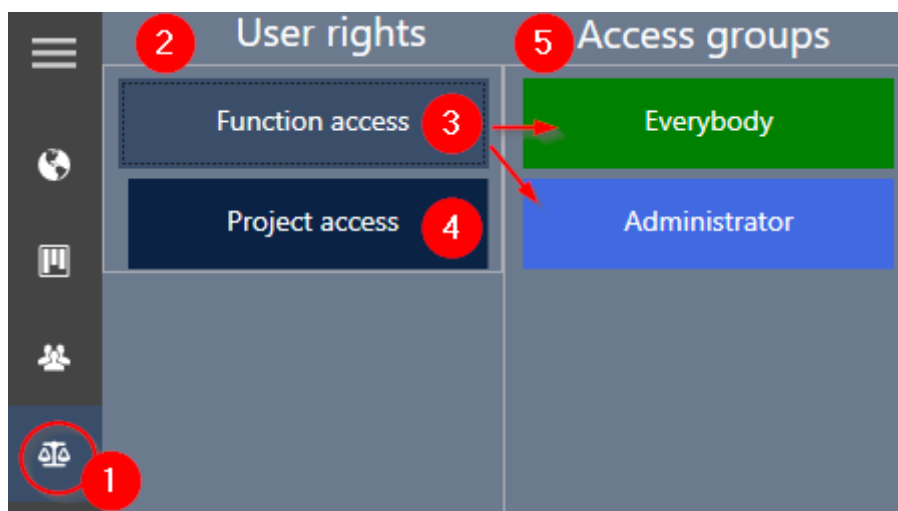 2 User rights
5 Access groups
Function access 3
Everybody
Project access 4
Administrator
1